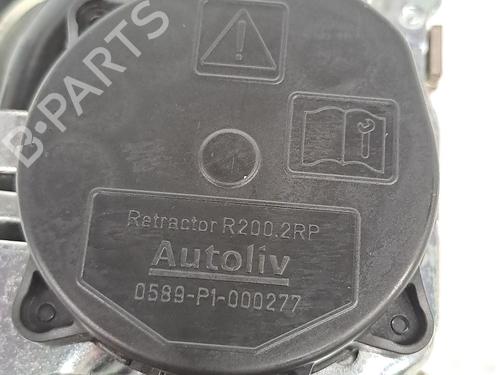 B-PARTS
Retractor R200.2RP
Autoliv
0589-P1-000277